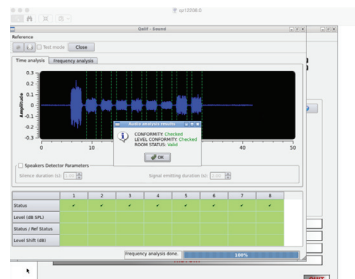 Qalif - Sound
Reference
Test mode
Close
Time analysis
Frequency analysis
Amplitude
0.3
0.2
0.1
0
-0.1
-0.2
-0.3
0
10
40
50
Audio analysis results
CONFORMITY: Checked
LEVEL CONFORMITY: Checked
ROOM STATUS: Valid
OK
Speakers Detector Parameters
Silence duration (s):
Signal emitting duration (s):
1 2 3 4 5 6 7 8
Status
Level (dB SPL)
Status / Ref Status
Level Shift (dB)
Frequency analysis done.
100%